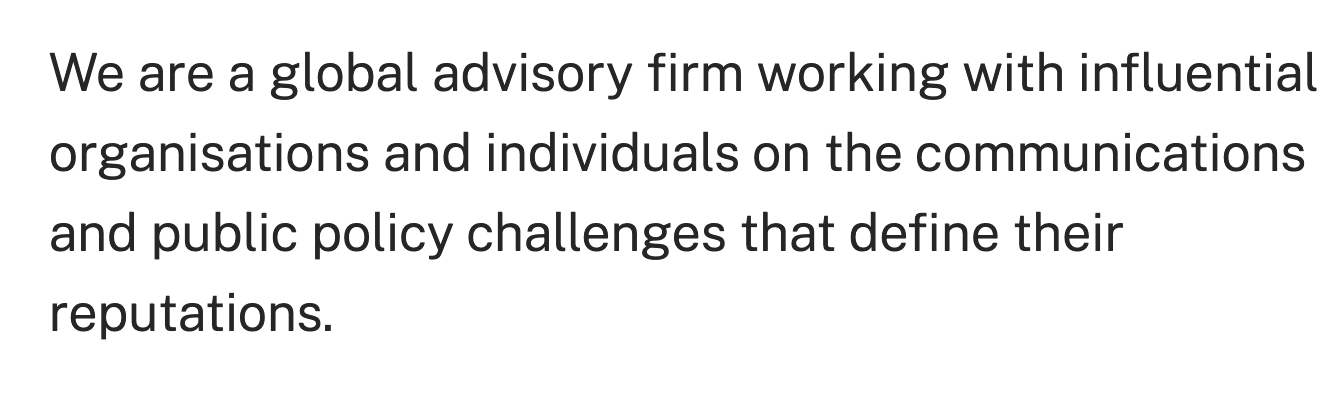 We are a global advisory firm working with influential
organisations and individuals on the communications
and public policy challenges that define their
reputations.